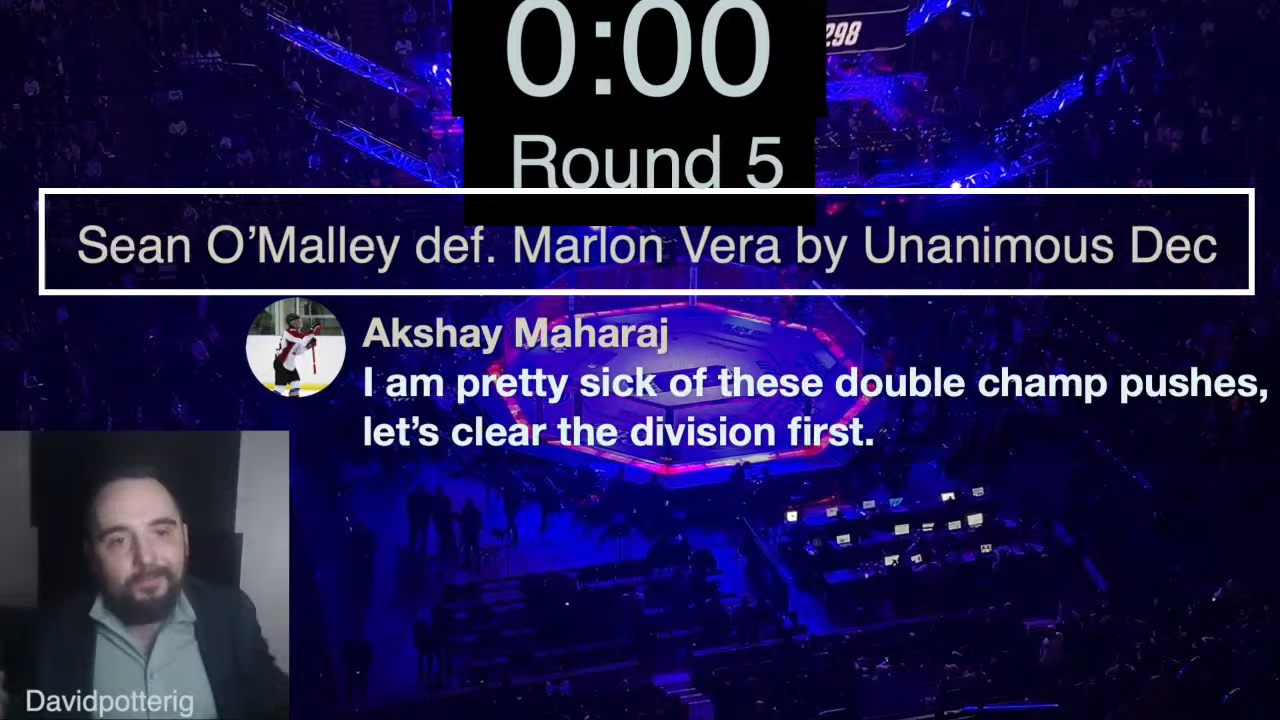 298
0:00
Round 5
Sean O’Malley def. Marlon Vera by Unanimous Dec
Akshay Maharaj
I am pretty sick of these double champ pushes,
let’s clear the division first.
Davidpotterig